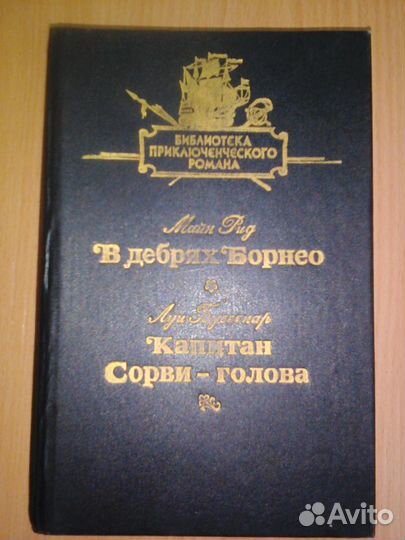 БИБЛИОТЕКА
ПРИКЛЮЧЕНЧЕСКОГО
РОМАНА
Майн Рид
В дебрях Борнео
Луи Буссенар
Капитан
Сорви-голова
Avito